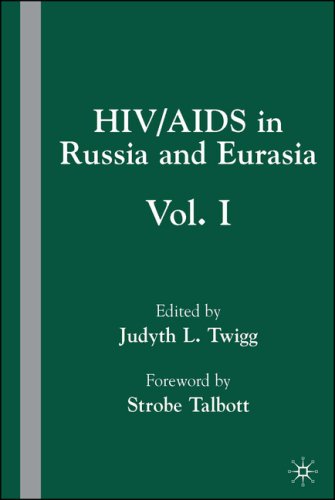 HIV/AIDS in
Russia and Eurasia
Vol. I
Edited by
Judyth L. Twigg
Foreword by
Strobe Talbott